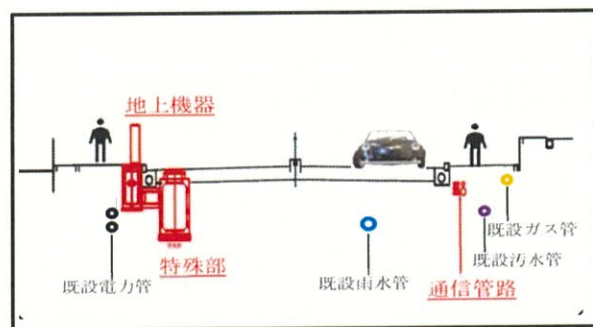 地上機器
特殊部
既設電力管
既設雨水管
通信管路
既設汚水管
既設ガス管